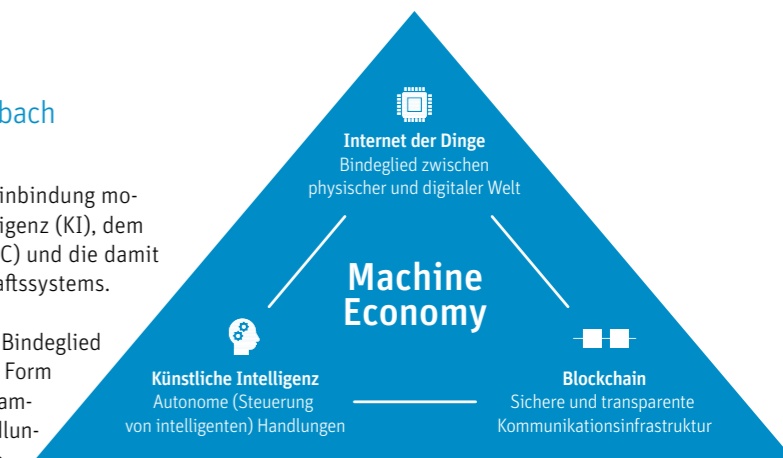 bach
inbindung mo-
igenz (KI), dem
C) und die damit
aftssystems.
Bindeglied
Form
am-
llun-
Internet der Dinge
Bindeglied zwischen
physischer und digitaler Welt
Machine
Economy
Künstliche Intelligenz
Autonome (Steuerung
von intelligenten) Handlungen
Blockchain
Sichere und transparente
Kommunikationsinfrastruktur